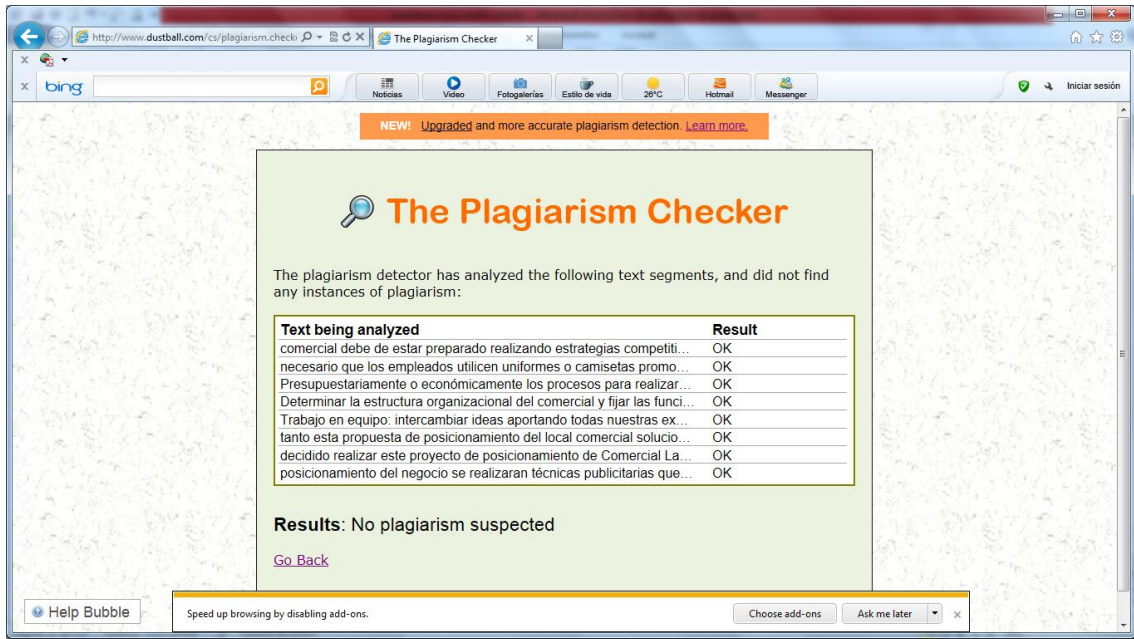 http://www.dustball.com/cs/plagiarism.check
The Plagiarism Checker
bing
Noticias
Video
Fotogalerías
Estilo de vida
26°C
Hotmail
Messenger
Iniciar sesión
NEW! Upgraded and more accurate plagiarism detection. Learn more.
The Plagiarism Checker
The plagiarism detector has analyzed the following text segments, and did not find
any instances of plagiarism:
Text being analyzed Result
comercial debe de estar preparado realizando estrategias competiti... OK
necesario que los empleados utilicen uniformes o camisetas promo... OK
Presupuestariamente o económicamente los procesos para realizar... OK
Determinar la estructura organizacional del comercial y fijar las funci... OK
Trabajo en equipo: intercambiar ideas aportando todas nuestras ex... OK
tanto esta propuesta de posicionamiento del local comercial solucio... OK
decidido realizar este proyecto de posicionamiento de Comercial La... OK
posicionamiento del negocio se realizaran técnicas publicitarias que... OK
Results: No plagiarism suspected
Go Back
Help Bubble
Speed up browsing by disabling add-ons.
Choose add-ons
Ask me later